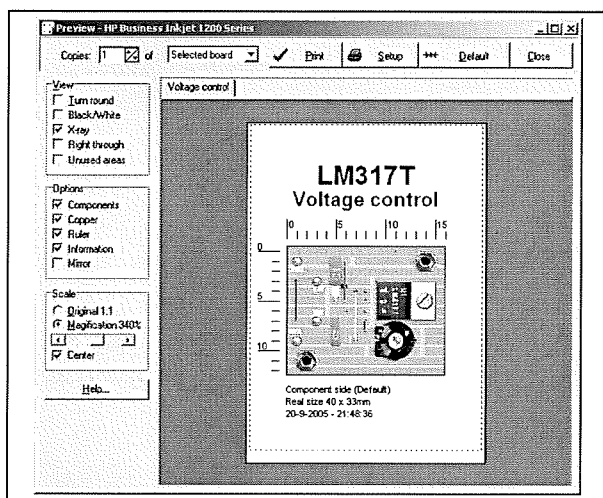 Preview - HP Business Inkjet 1200 Series
Copies: 1 of Selected board Print Setup Default Close
View
Turn round
Black/White
X-ray
Right through
Unused areas
Options
Components
Copper
Ruler
Information
Mirror
Scale
Original 1:1
Magification 340%
Center
Help...
Voltage control
LM317T
Voltage control
0 5 10 15
0
5
10
Component side (Default)
Real size 40 x 33mm
20-9-2005 - 21:48:36